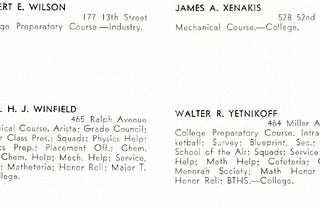 ERT E. WILSON
177 13th Street
ge Preparatory Course.—Industry.
H. J. WINFIELD
465 Ralph Avenue
ical Course. Arista; Grade Council;
r Class Pres.; Squads; Physics Help;
cs Prep.; Placement Off.; Chem.
Chem. Help; Mech. Help; Service,
; Matheteria; Honor Roll; Major T.
llege.
JAMES A. XENAKIS
528 52nd
Mechanical Course.—College.
WALTER R. YETNIKOFF
464 Miller A
College Preparatory Course. Intra
ketball; Survey; Blueprint, Sec.;
School of the Air; Squads: Servic
Help; Math Help; Cafeteria;
Menorah Society; Math Honor
Honor Roll; BTHS.—College.